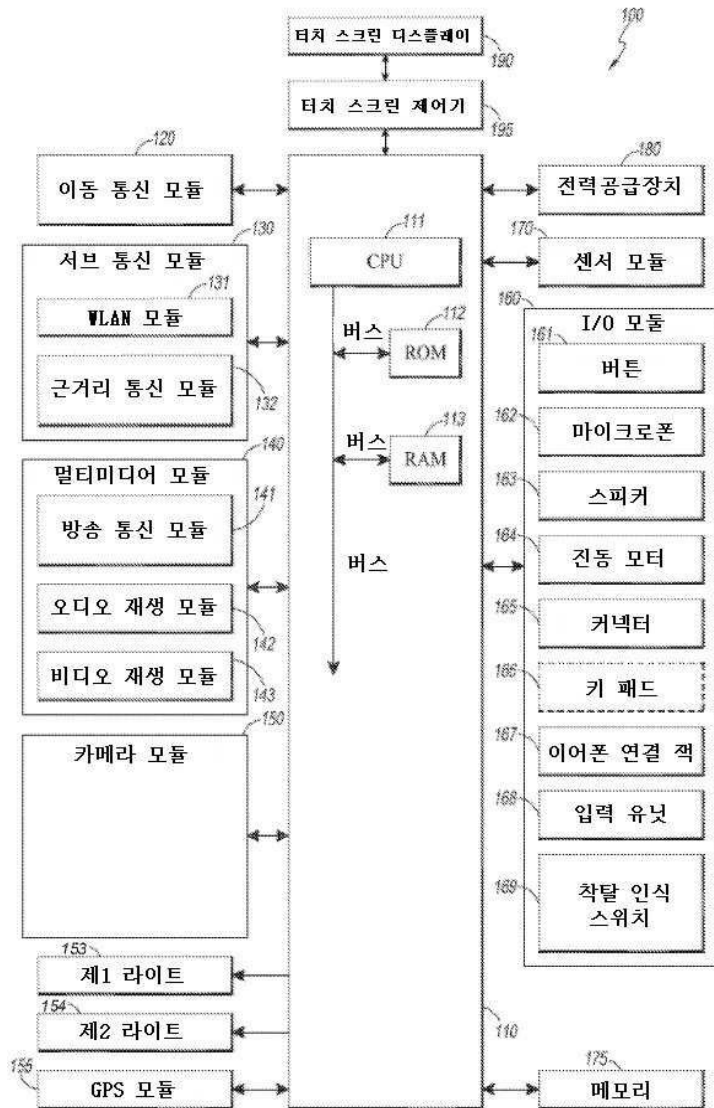 100
터치 스크린 디스플레이
190
터치 스크린 제어기
195
120
이동 통신 모듈
130
서브 통신 모듈
131
WLAN 모듈
근거리 통신 모듈
132
140
멀티미디어 모듈
141
방송 통신 모듈
오디오 재생 모듈
142
비디오 재생 모듈
143
150
카메라 모듈
153
제1 라이트
154
제2 라이트
155
GPS 모듈
111
CPU
버스
112
ROM
버스
113
RAM
버스
110
180
전력공급장치
170
센서 모듈
160
I/O 모둘
161
버튼
162
마이크로폰
163
스피커
164
진동 모터
165
커넥터
166
키 패드
167
이어폰 연결 잭
168
입력 유닛
169
착탈 인식
스위치
175
메모리